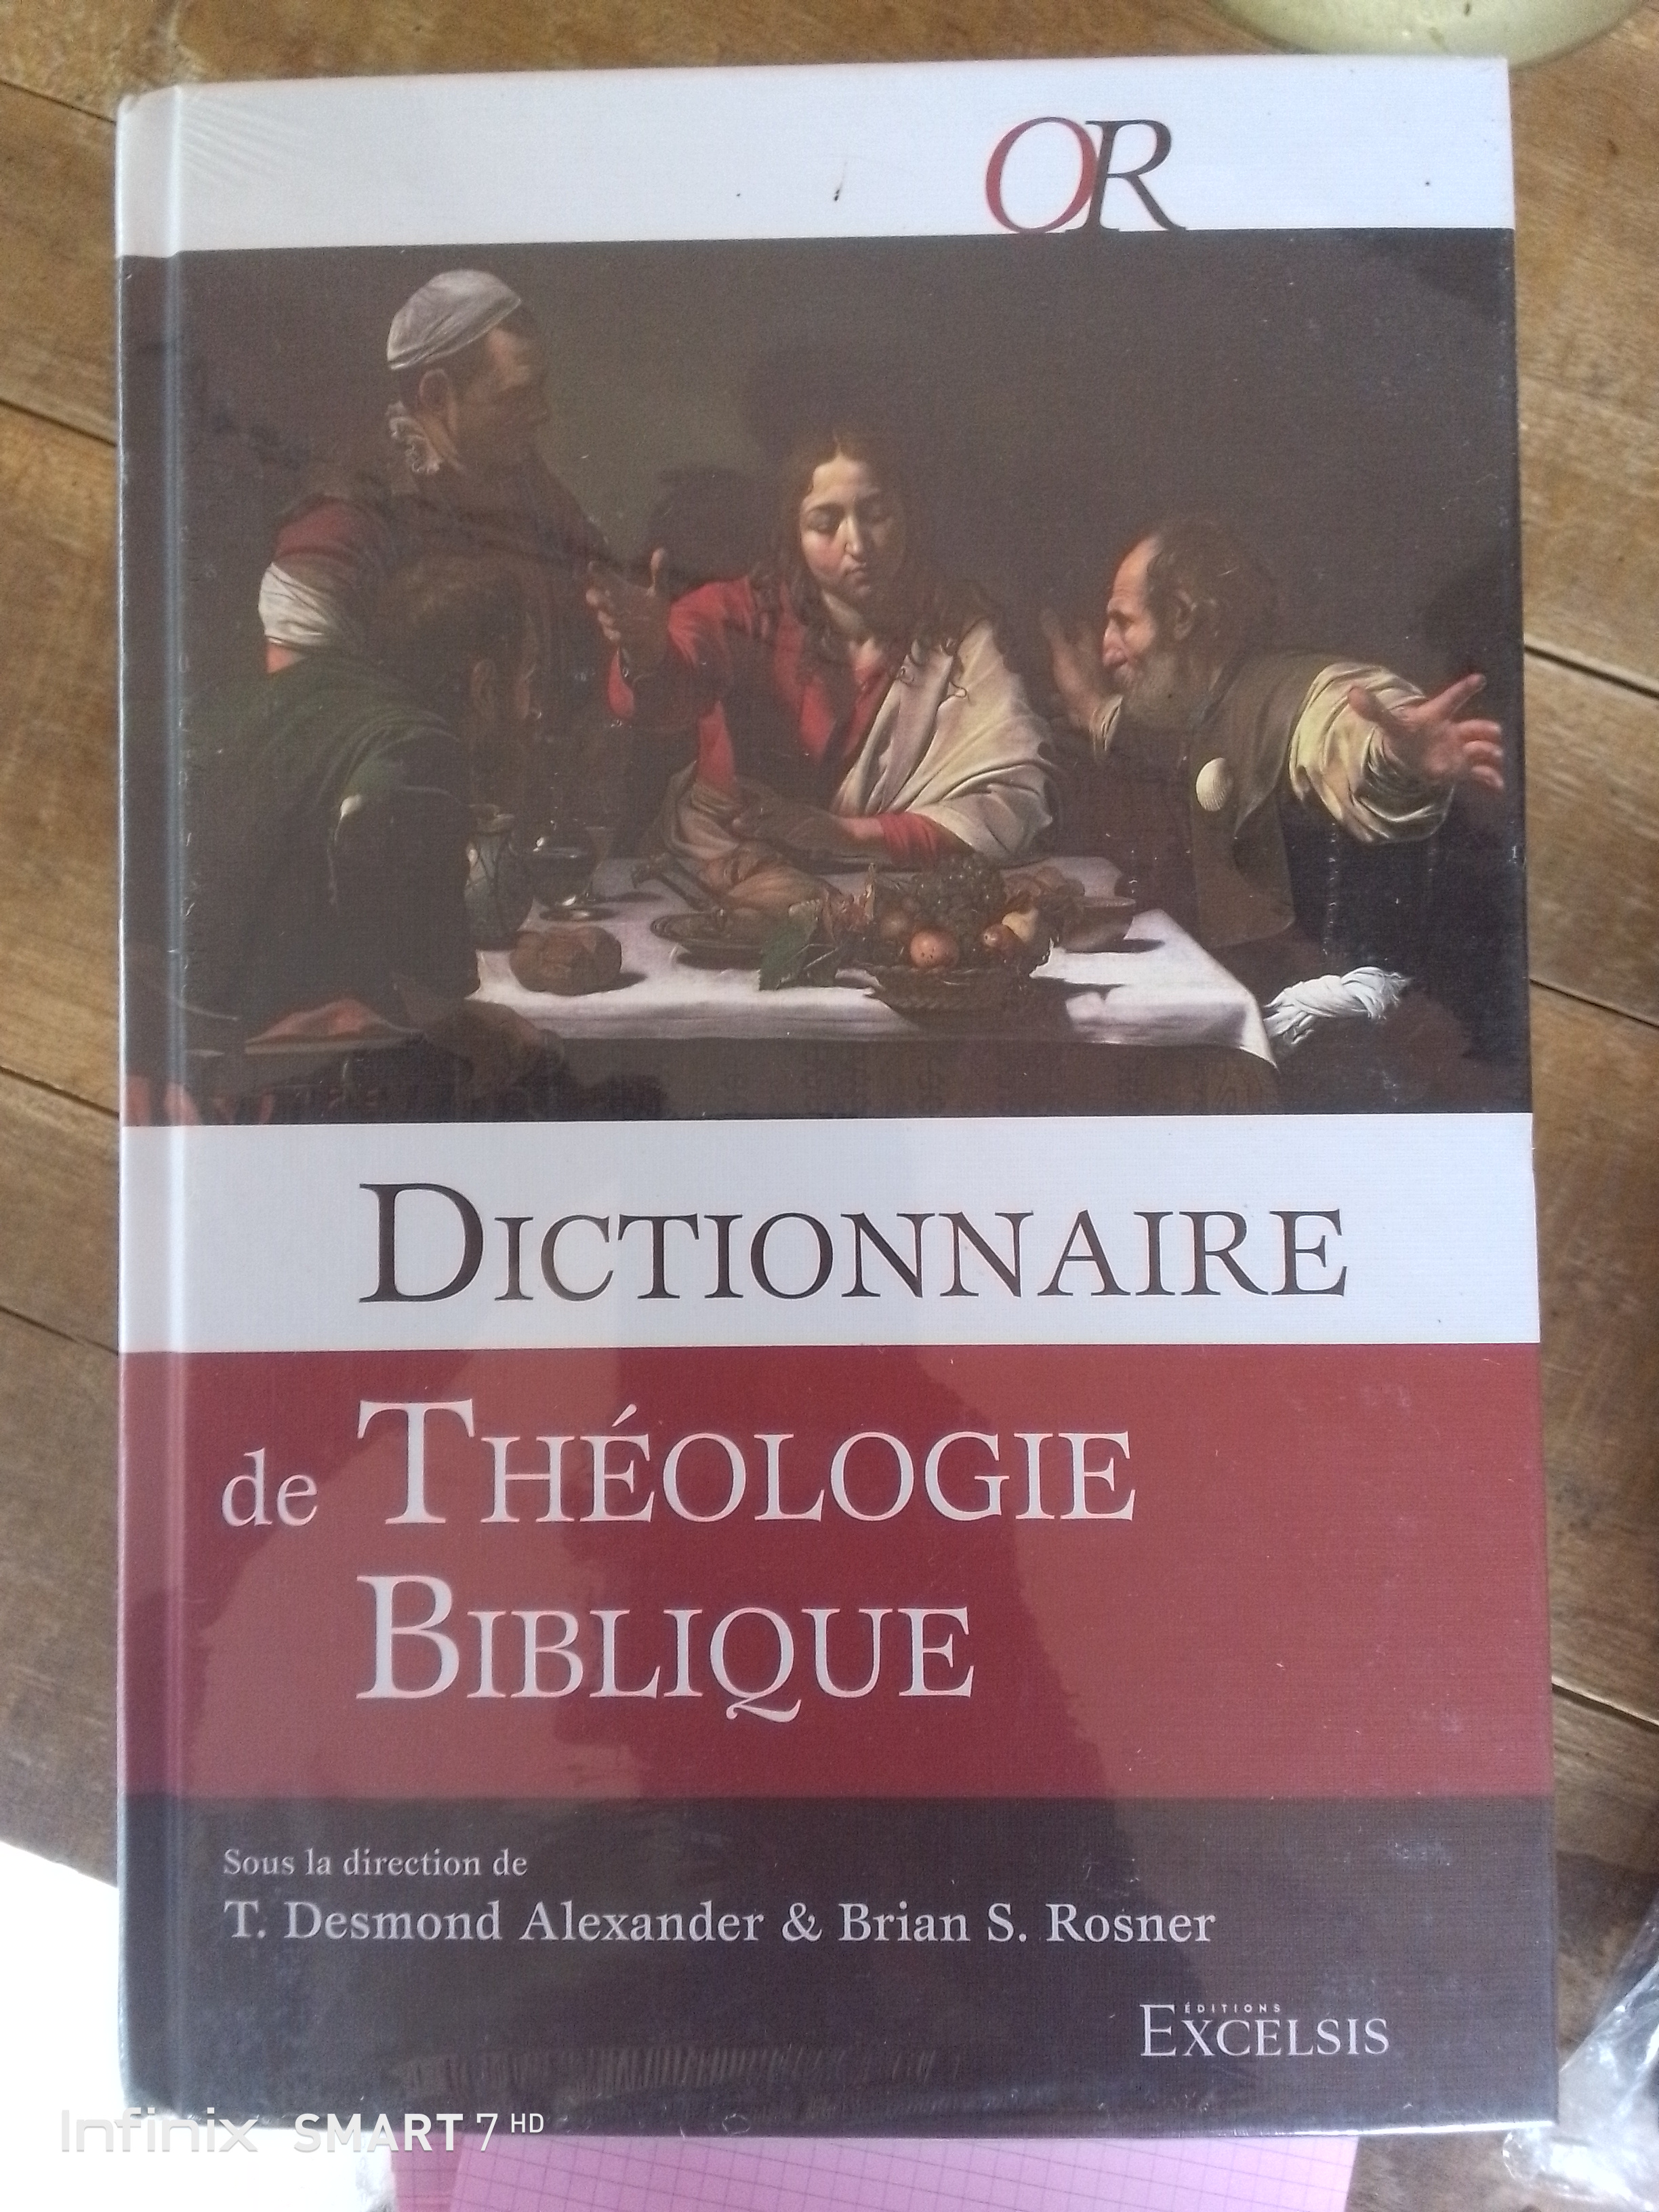 OR
DICTIONNAIRE
de THÉOLOGIE
BIBLIQUE
Sous la direction de
T. Desmond Alexander & Brian S. Rosner
ÉDITIONS
EXCELSIS
Infinix SMART 7 HD